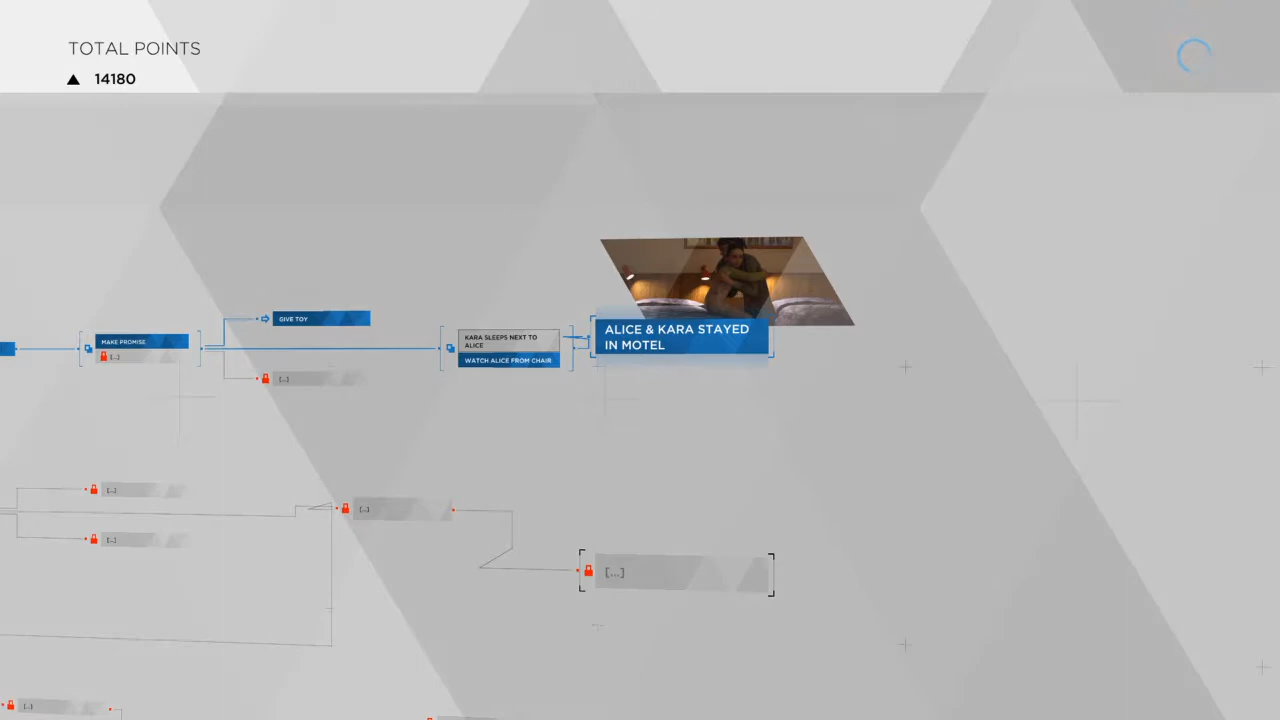 TOTAL POINTS
14180
GIVE TOY
MAKE PROMISE
[...]
KARA SLEEPS NEXT TO
ALICE
WATCH ALICE FROM CHAIR
ALICE & KARA STAYED
IN MOTEL
[...]
[...]
[...]
[...]
[...]
[...]